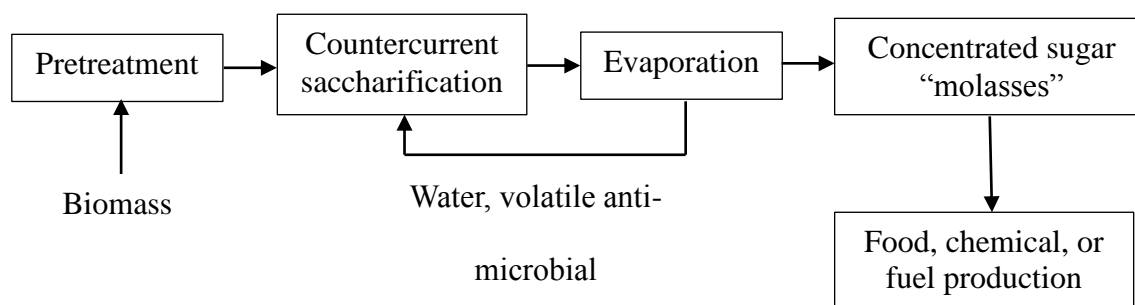 Pretreatment
Countercurrent
saccharification
Evaporation
Concentrated sugar
“molasses”
Biomass
Water, volatile anti-
microbial
Food, chemical, or
fuel production